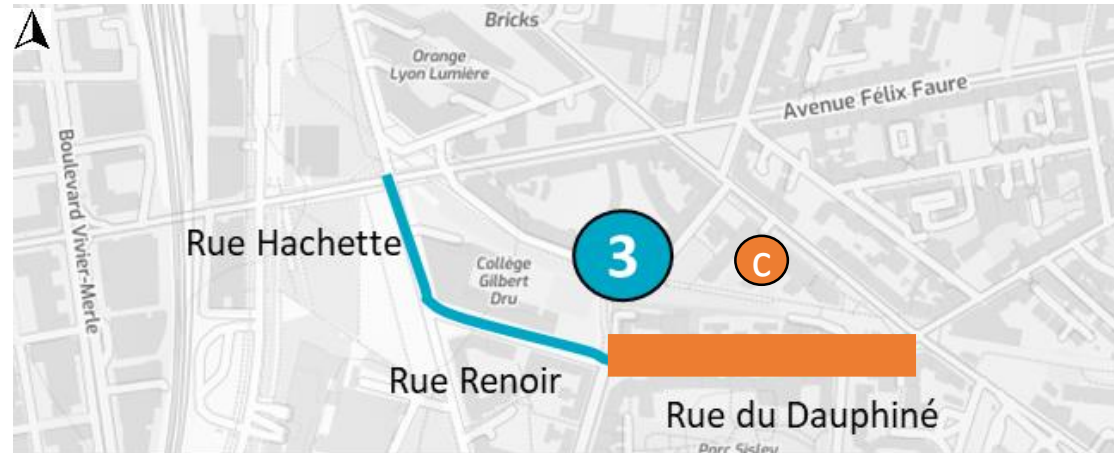 Bricks
Orange
Lyon Lumière
Avenue Félix Faure
Boulevard Vivier-Merle
Rue Hachette
3
C
Collège
Gilbert
Dru
Rue Renoir
Rue du Dauphiné
Parc Sisley